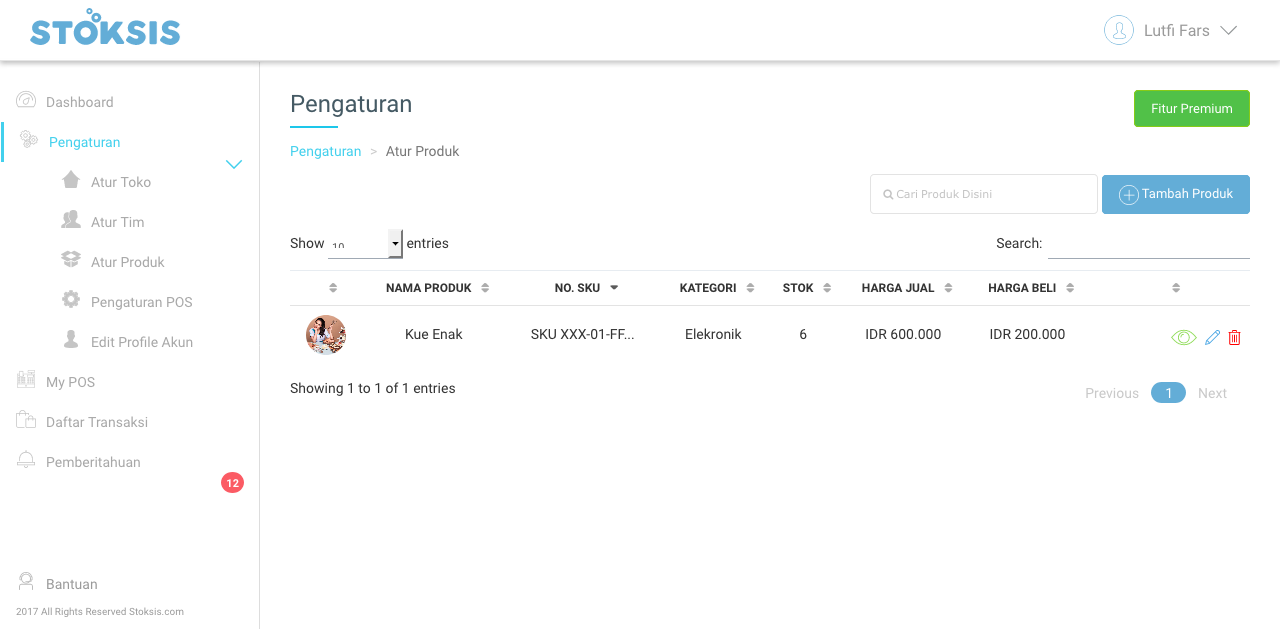 STOKSIS
Lutfi Fars
Dashboard
Pengaturan
Atur Toko
Atur Tim
Atur Produk
Pengaturan POS
Edit Profile Akun
My POS
Daftar Transaksi
Pemberitahuan
12
Bantuan
2017 All Rights Reserved Stoksis.com
Pengaturan
Fitur Premium
Pengaturan > Atur Produk
Cari Produk Disini
Tambah Produk
Show 10 entries
Search:
NAMA PRODUK NO. SKU KATEGORI STOK HARGA JUAL HARGA BELI
Kue Enak SKU XXX-01-FF... Elekronik 6 IDR 600.000 IDR 200.000
Showing 1 to 1 of 1 entries
Previous 1 Next